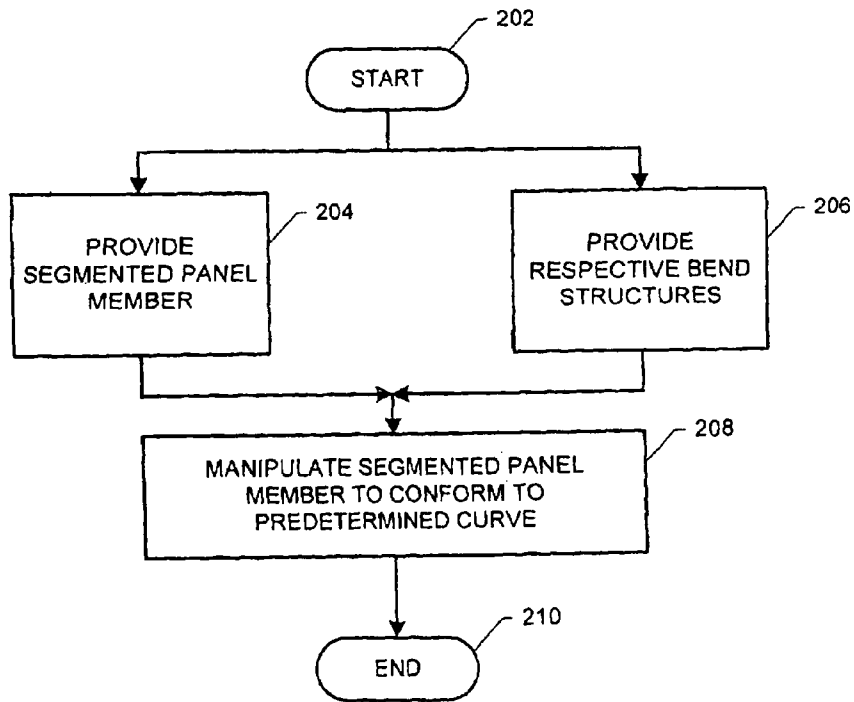 202
START
204
PROVIDE
SEGMENTED PANEL
MEMBER
206
PROVIDE
RESPECTIVE BEND
STRUCTURES
208
MANIPULATE SEGMENTED PANEL
MEMBER TO CONFORM TO
PREDETERMINED CURVE
210
END